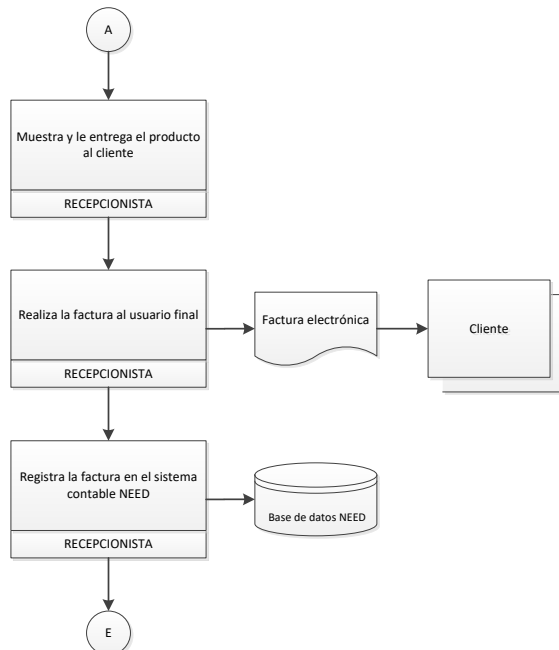 A
Muestra y le entrega el producto
al cliente
RECEPCIONISTA
Realiza la factura al usuario final
RECEPCIONISTA
Factura electrónica
Cliente
Registra la factura en el sistema
contable NEED
RECEPCIONISTA
Base de datos NEED
E